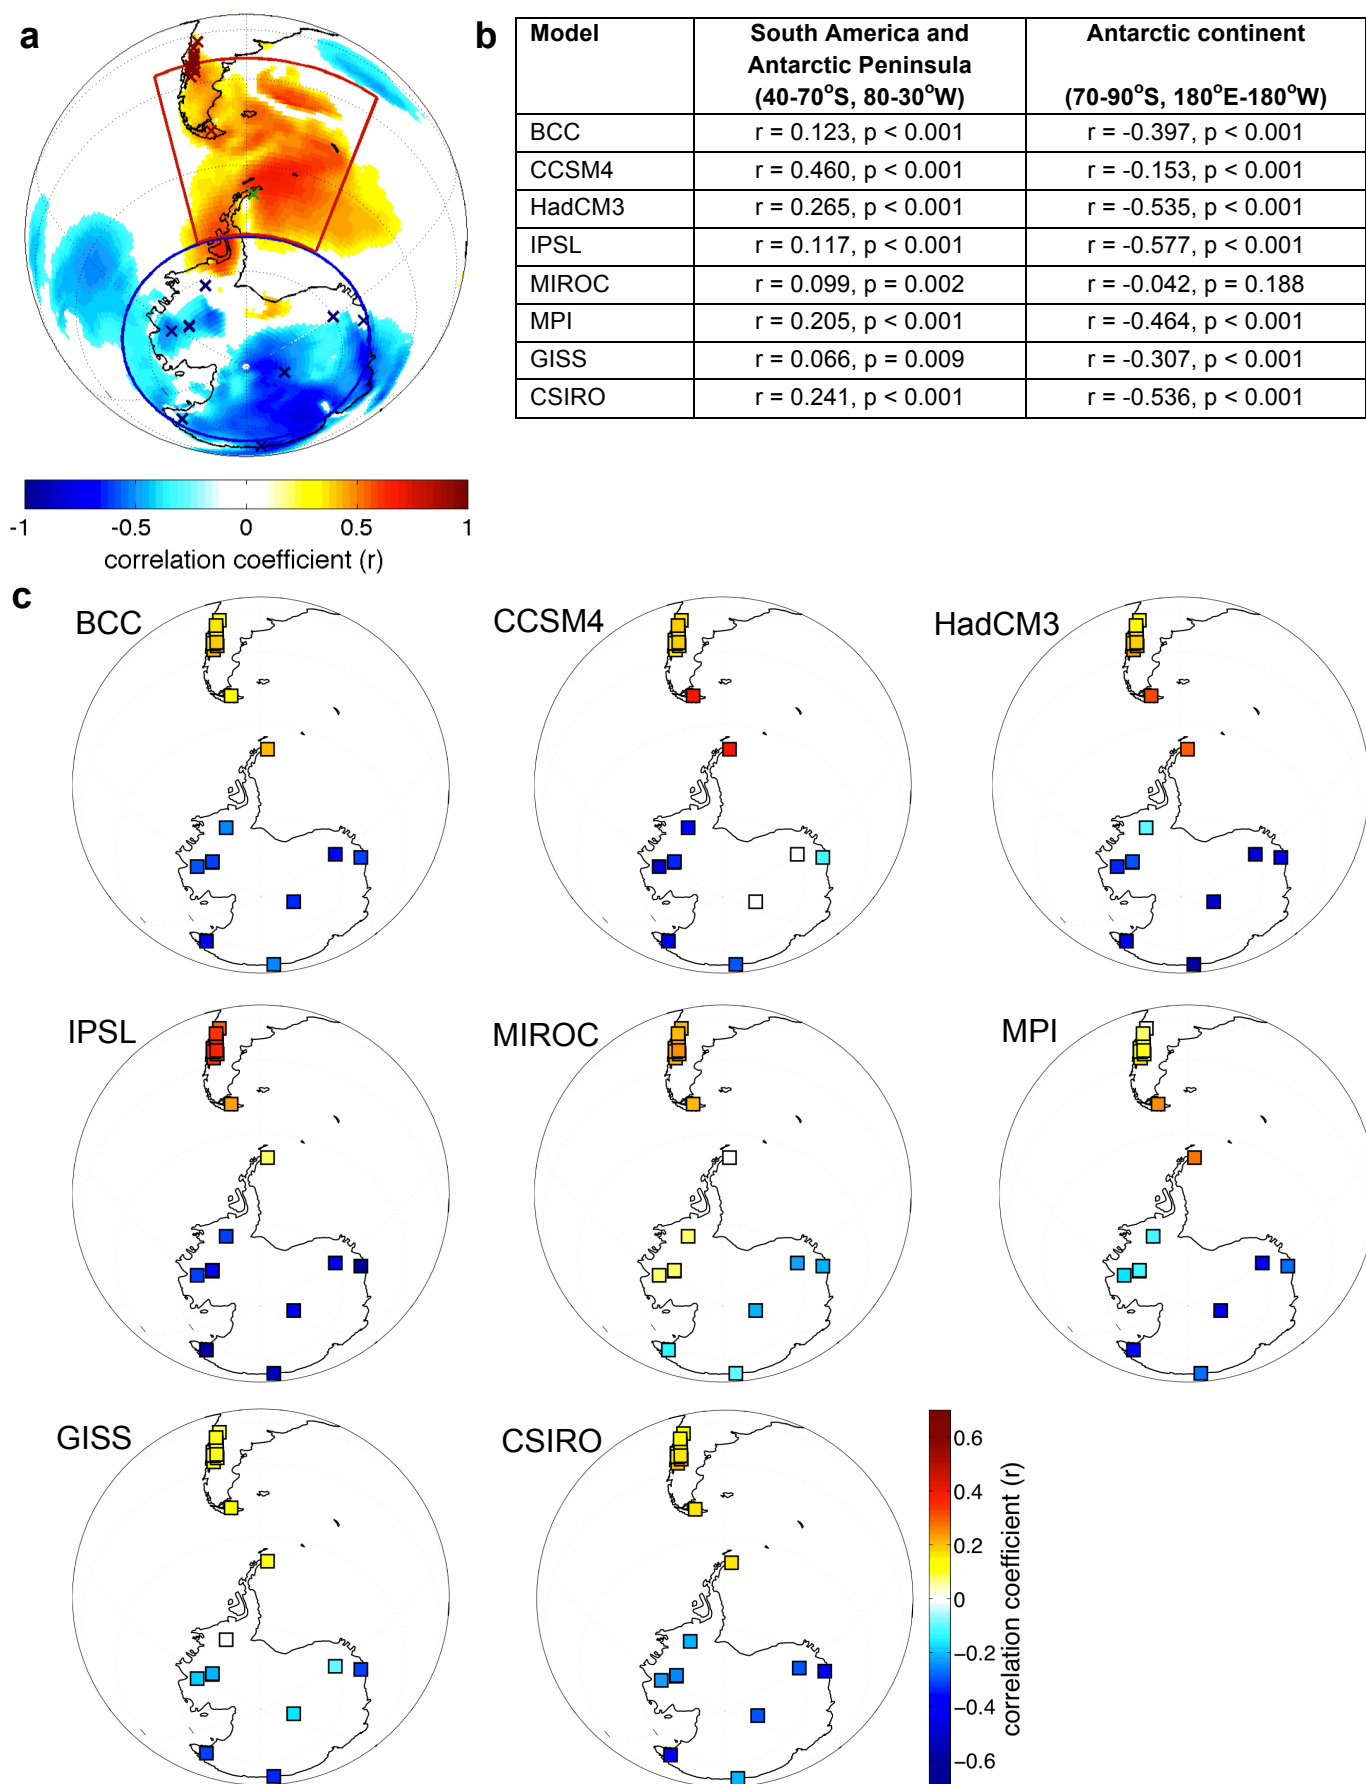 a
-1 -0.5 0 0.5 1
correlation coefficient (r)
b
Model South America and Antarctic continent
Antarctic Peninsula
(40-70°S, 80-30°W) (70-90°S, 180°E-180°W)
BCC r = 0.123, p < 0.001 r = -0.397, p < 0.001
CCSM4 r = 0.460, p < 0.001 r = -0.153, p < 0.001
HadCM3 r = 0.265, p < 0.001 r = -0.535, p < 0.001
IPSL r = 0.117, p < 0.001 r = -0.577, p < 0.001
MIROC r = 0.099, p = 0.002 r = -0.042, p = 0.188
MPI r = 0.205, p < 0.001 r = -0.464, p < 0.001
GISS r = 0.066, p = 0.009 r = -0.307, p < 0.001
CSIRO r = 0.241, p < 0.001 r = -0.536, p < 0.001
c
BCC CCSM4 HadCM3
IPSL MIROC MPI
GISS CSIRO
0.6
0.4
0.2
0
−0.2
−0.4
−0.6
correlation coefficient (r)